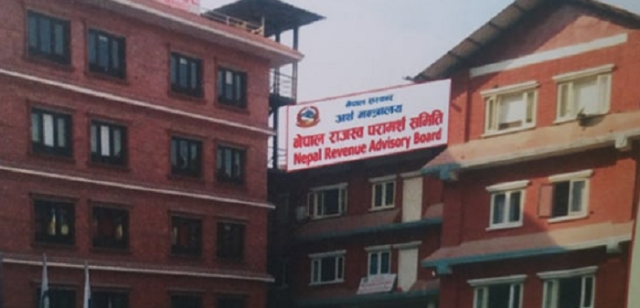 नेपाल सरकार
अर्थ मन्त्रालय
नेपाल राजस्व परामर्श समिति
Nepal Revenue Advisory Board